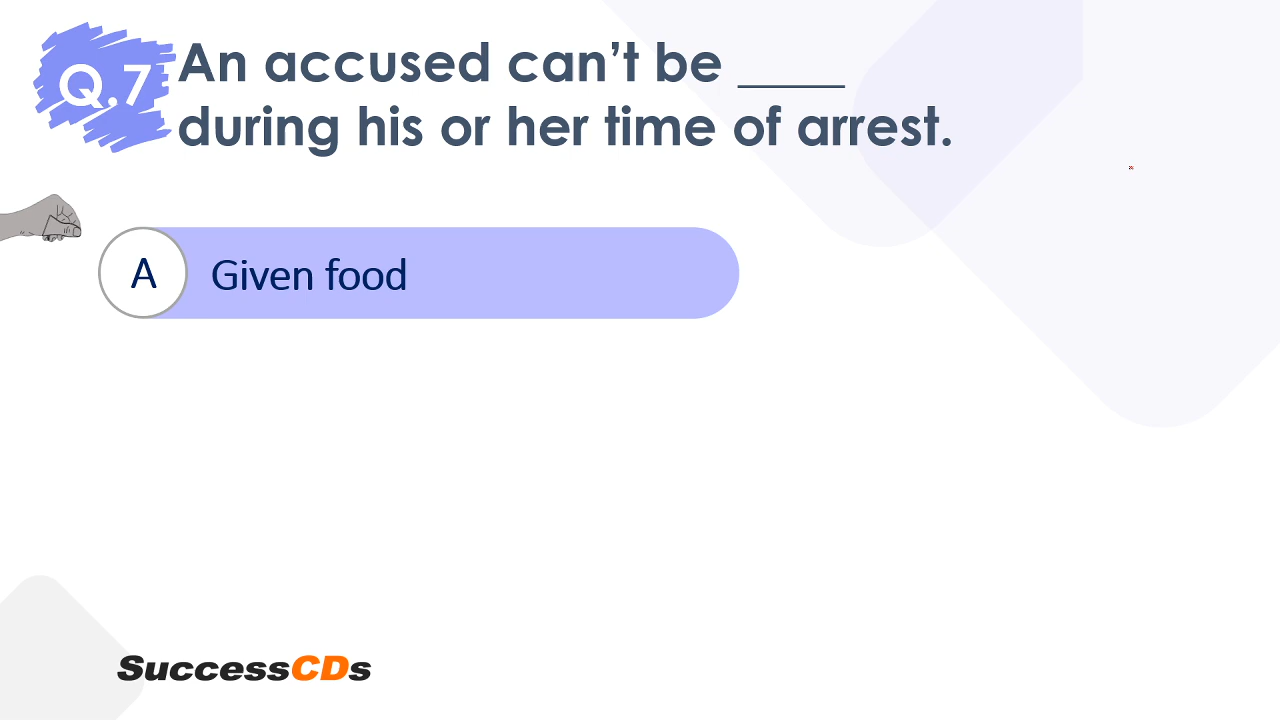 Q.7
An accused can’t be ____
during his or her time of arrest.
A
Given food
SuccessCDs